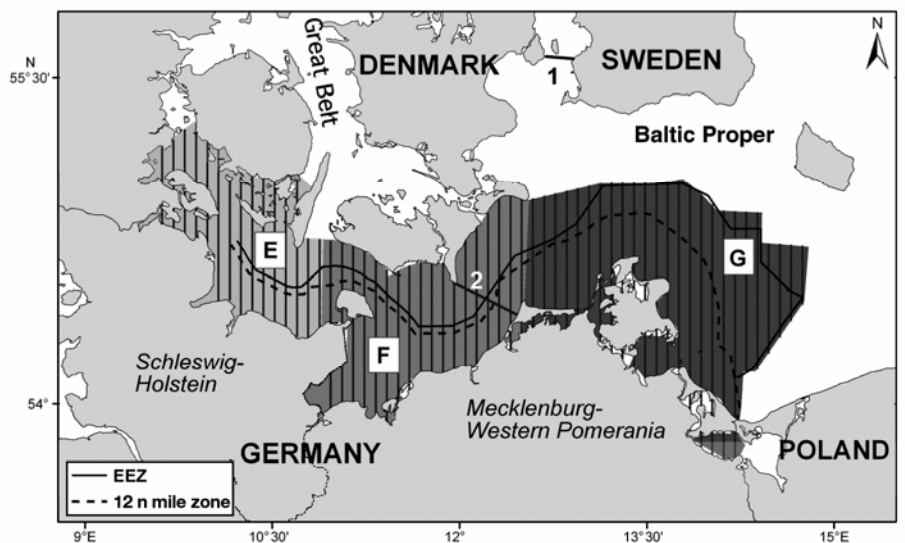 N
55°30'
54°
Great Belt
DENMARK
SWEDEN
1
N
Baltic Proper
E
G
2
F
Schleswig-
Holstein
Mecklenburg-
Western Pomerania
GERMANY
POLAND
EEZ
12 n mile zone
9°E
10°30'
12°
13°30'
15°E